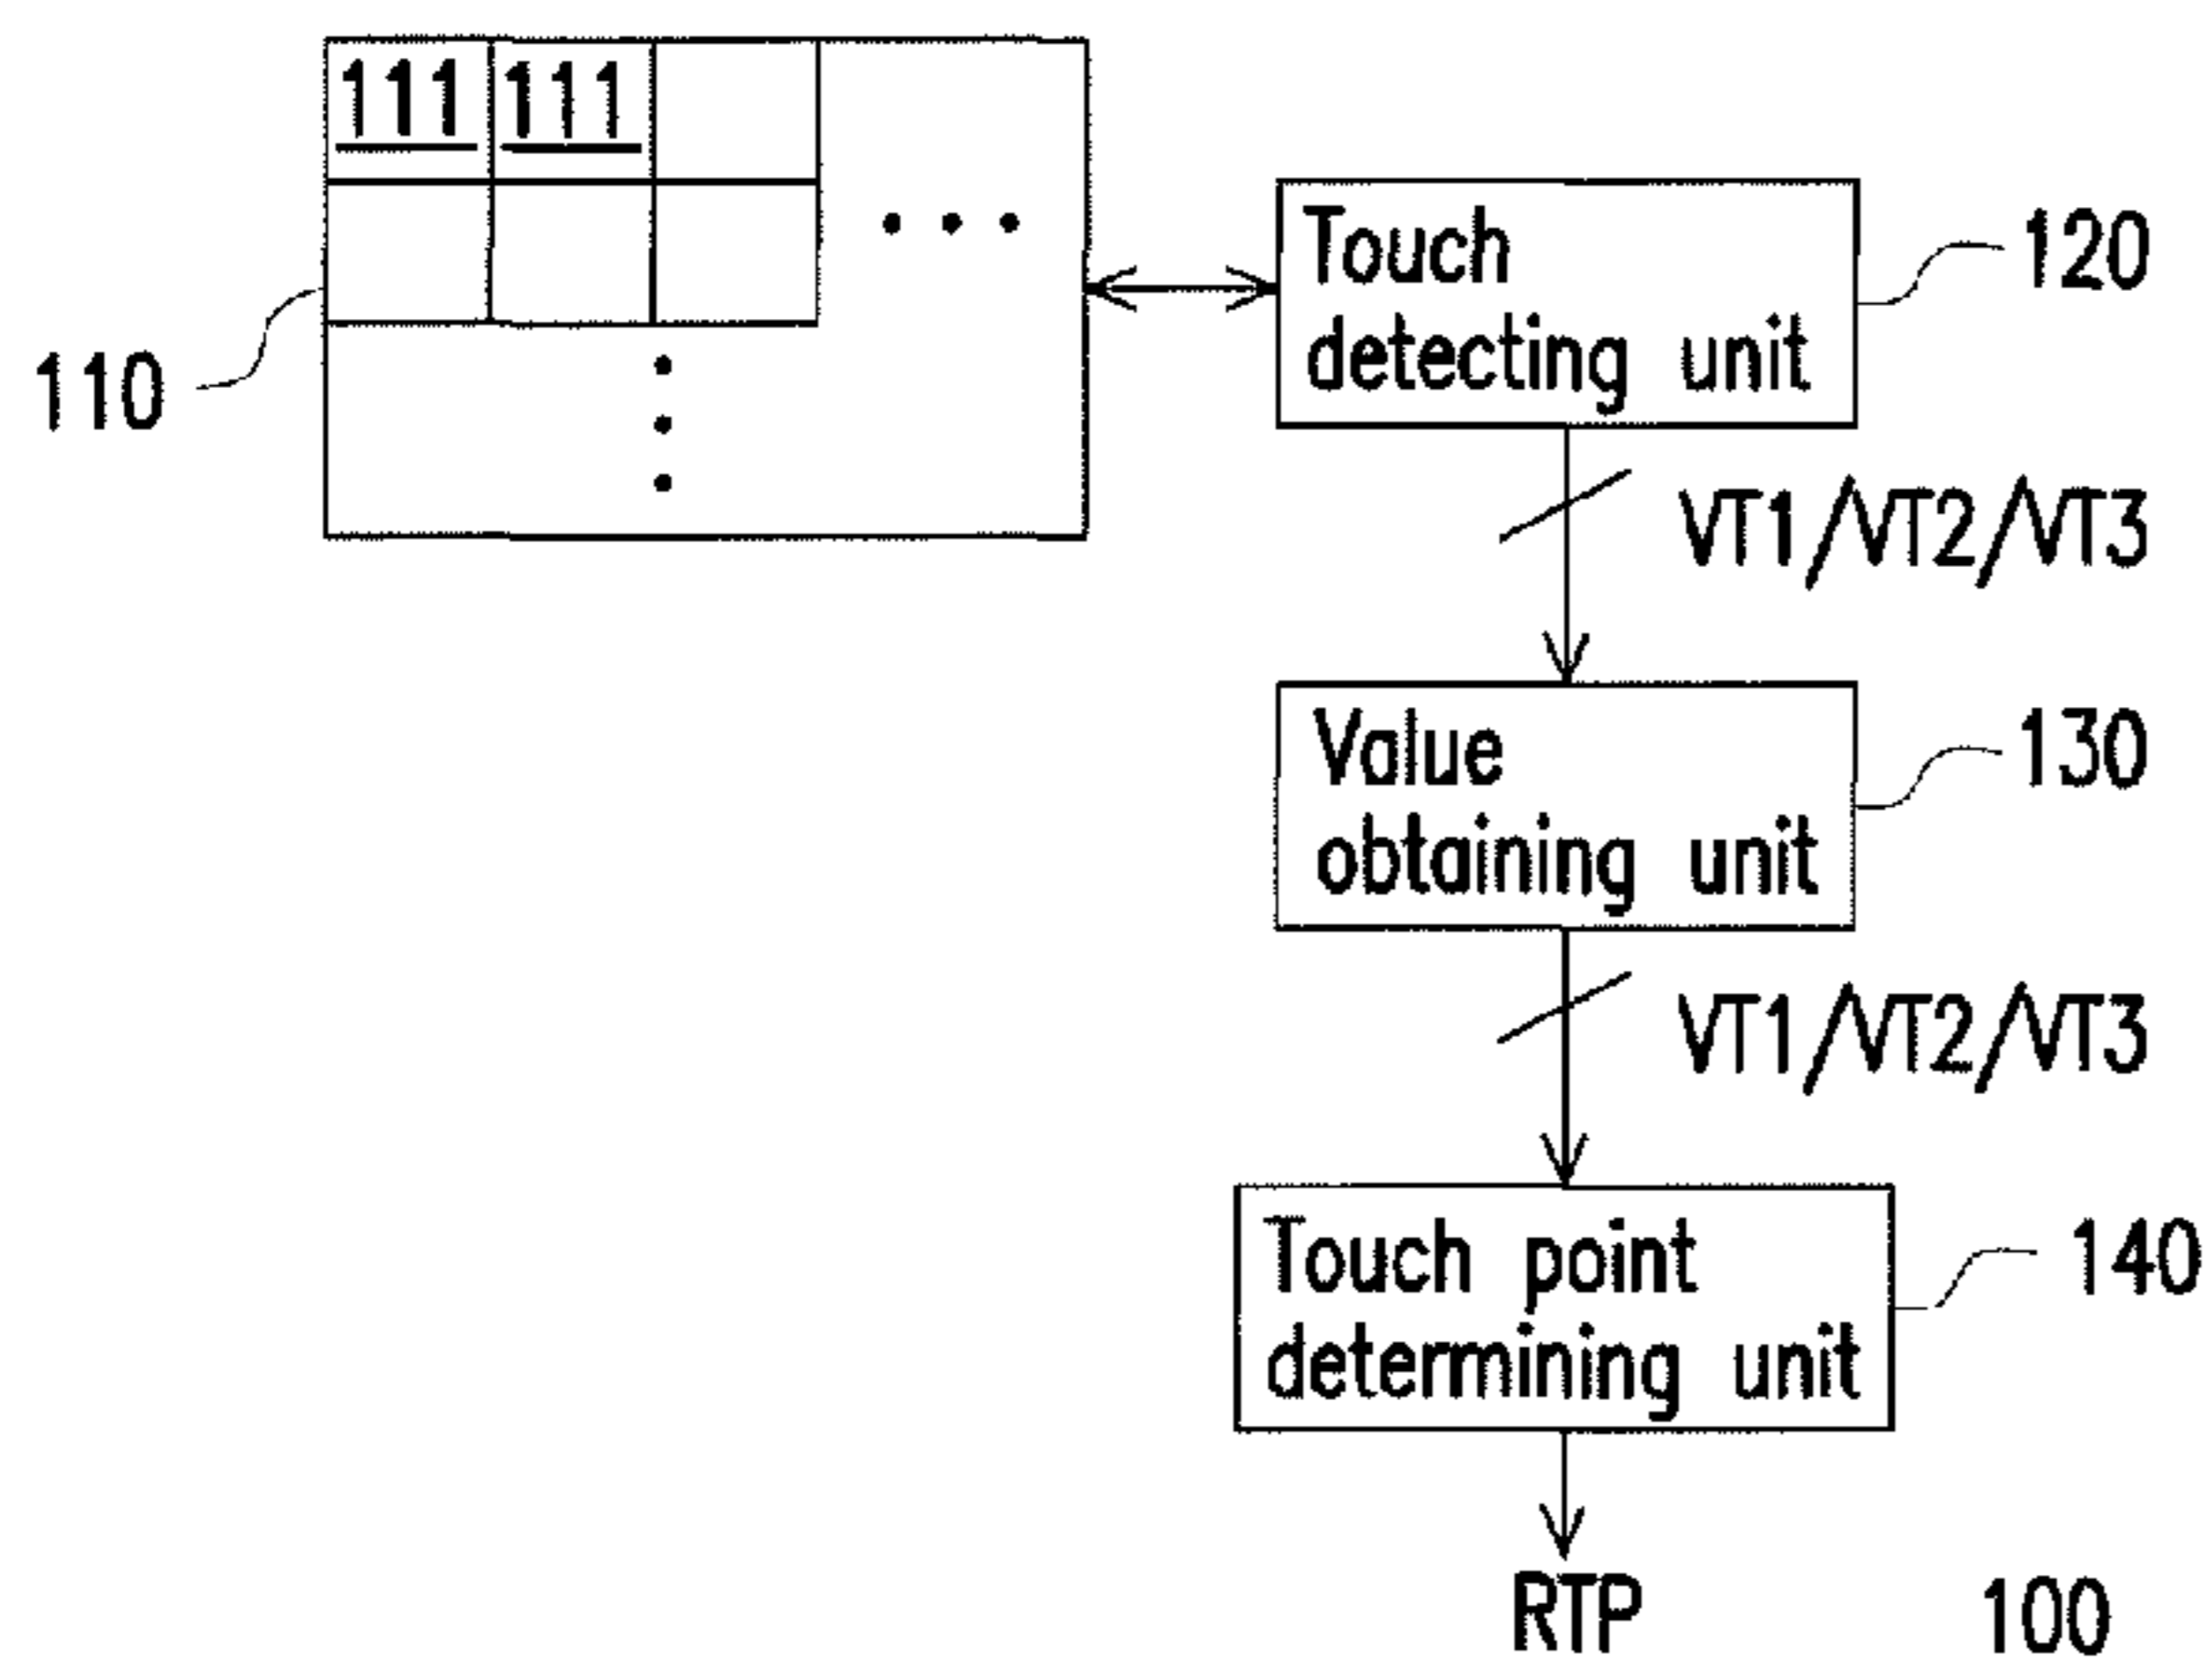 111 111
110
Touch
detecting unit
120
VT1/VT2/VT3
Value
obtaining unit
130
VT1/VT2/VT3
Touch point
determining unit
140
RTP
100